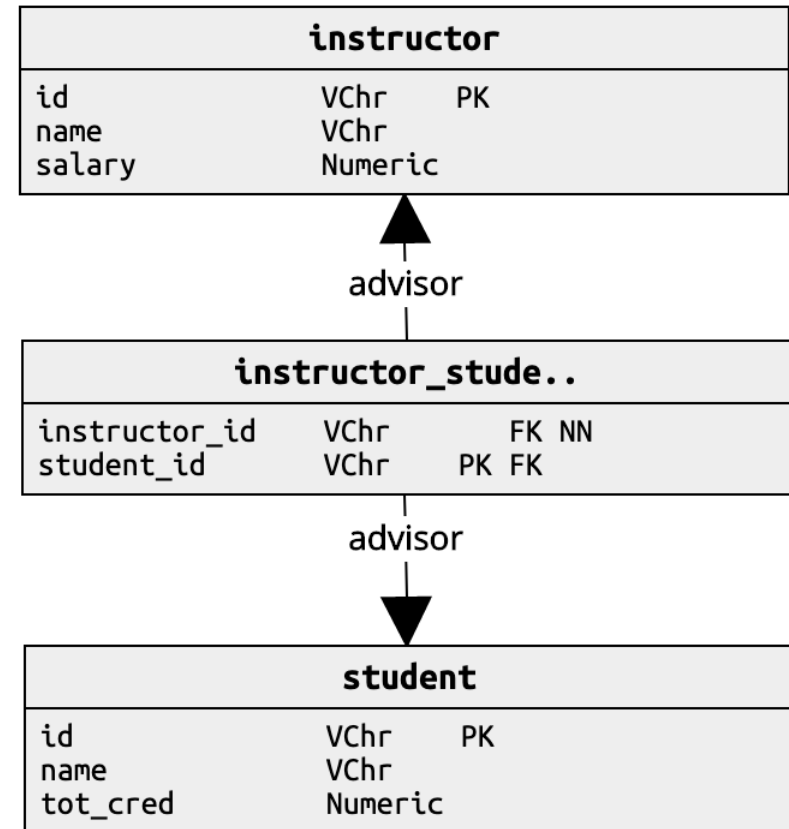 instructor
id VChr PK
name VChr
salary Numeric
advisor
instructor_stude..
instructor_id VChr FK NN
student_id VChr PK FK
advisor
student
id VChr PK
name VChr
tot_cred Numeric